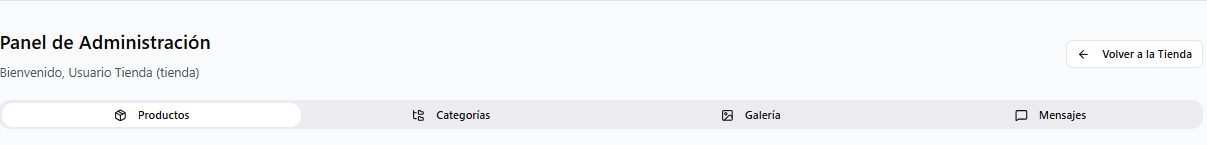 Panel de Administración
Volver a la Tienda
Bienvenido, Usuario Tienda (tienda)
Productos
Categorías
Galería
Mensajes